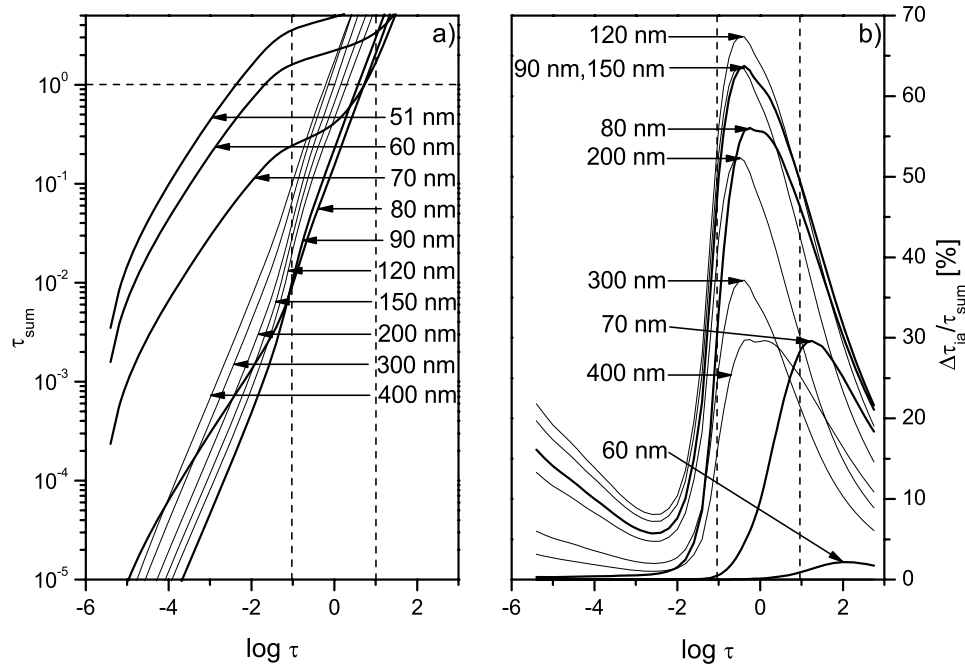 a)
10^0
10^-1
10^-2
10^-3
10^-4
10^-5
τ_sum
51 nm
60 nm
70 nm
80 nm
90 nm
120 nm
150 nm
200 nm
300 nm
400 nm
-6 -4 -2 0 2
log τ
b)
120 nm
90 nm,150 nm
80 nm
200 nm
300 nm
70 nm
400 nm
60 nm
70
60
50
40
30
20
10
0
Δτ_ia/τ_sum [%]
-6 -4 -2 0 2
log τ